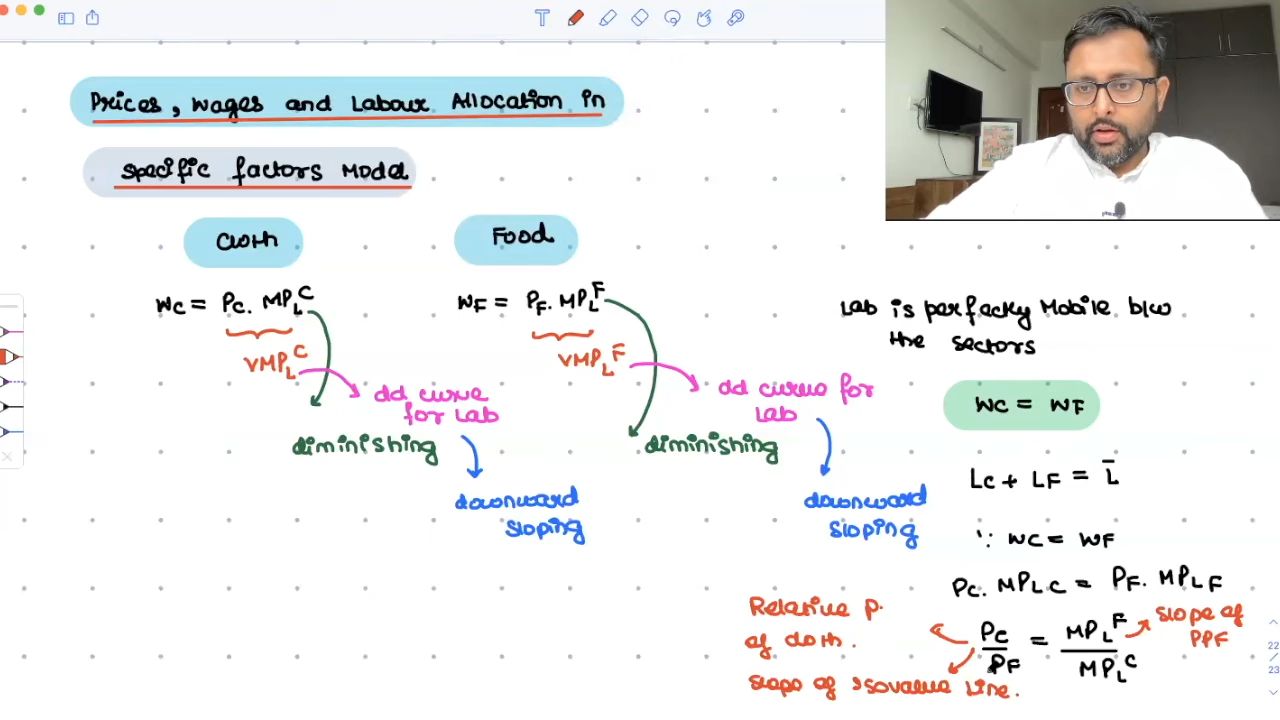 Prices, wages and Labour Allocation in
specific factors Model
Cloth
Food
WC = PC. MPLC
WF = PF. MPLF
VMPLC
VMPLF
dd curve
for Lab
dd curve for
Lab
diminishing
diminishing
downward
sloping
downward
sloping
Lab is perfacky Mobile b/w
the sectors
WC = WF
LC + LF = L̄
∵ WC = WF
PC. MPLC = PF. MPLF
PC/PF = MPLF/MPLC
slope of
PPF
Relative p.
of cloth.
slope of isovalue line.
22
/
23